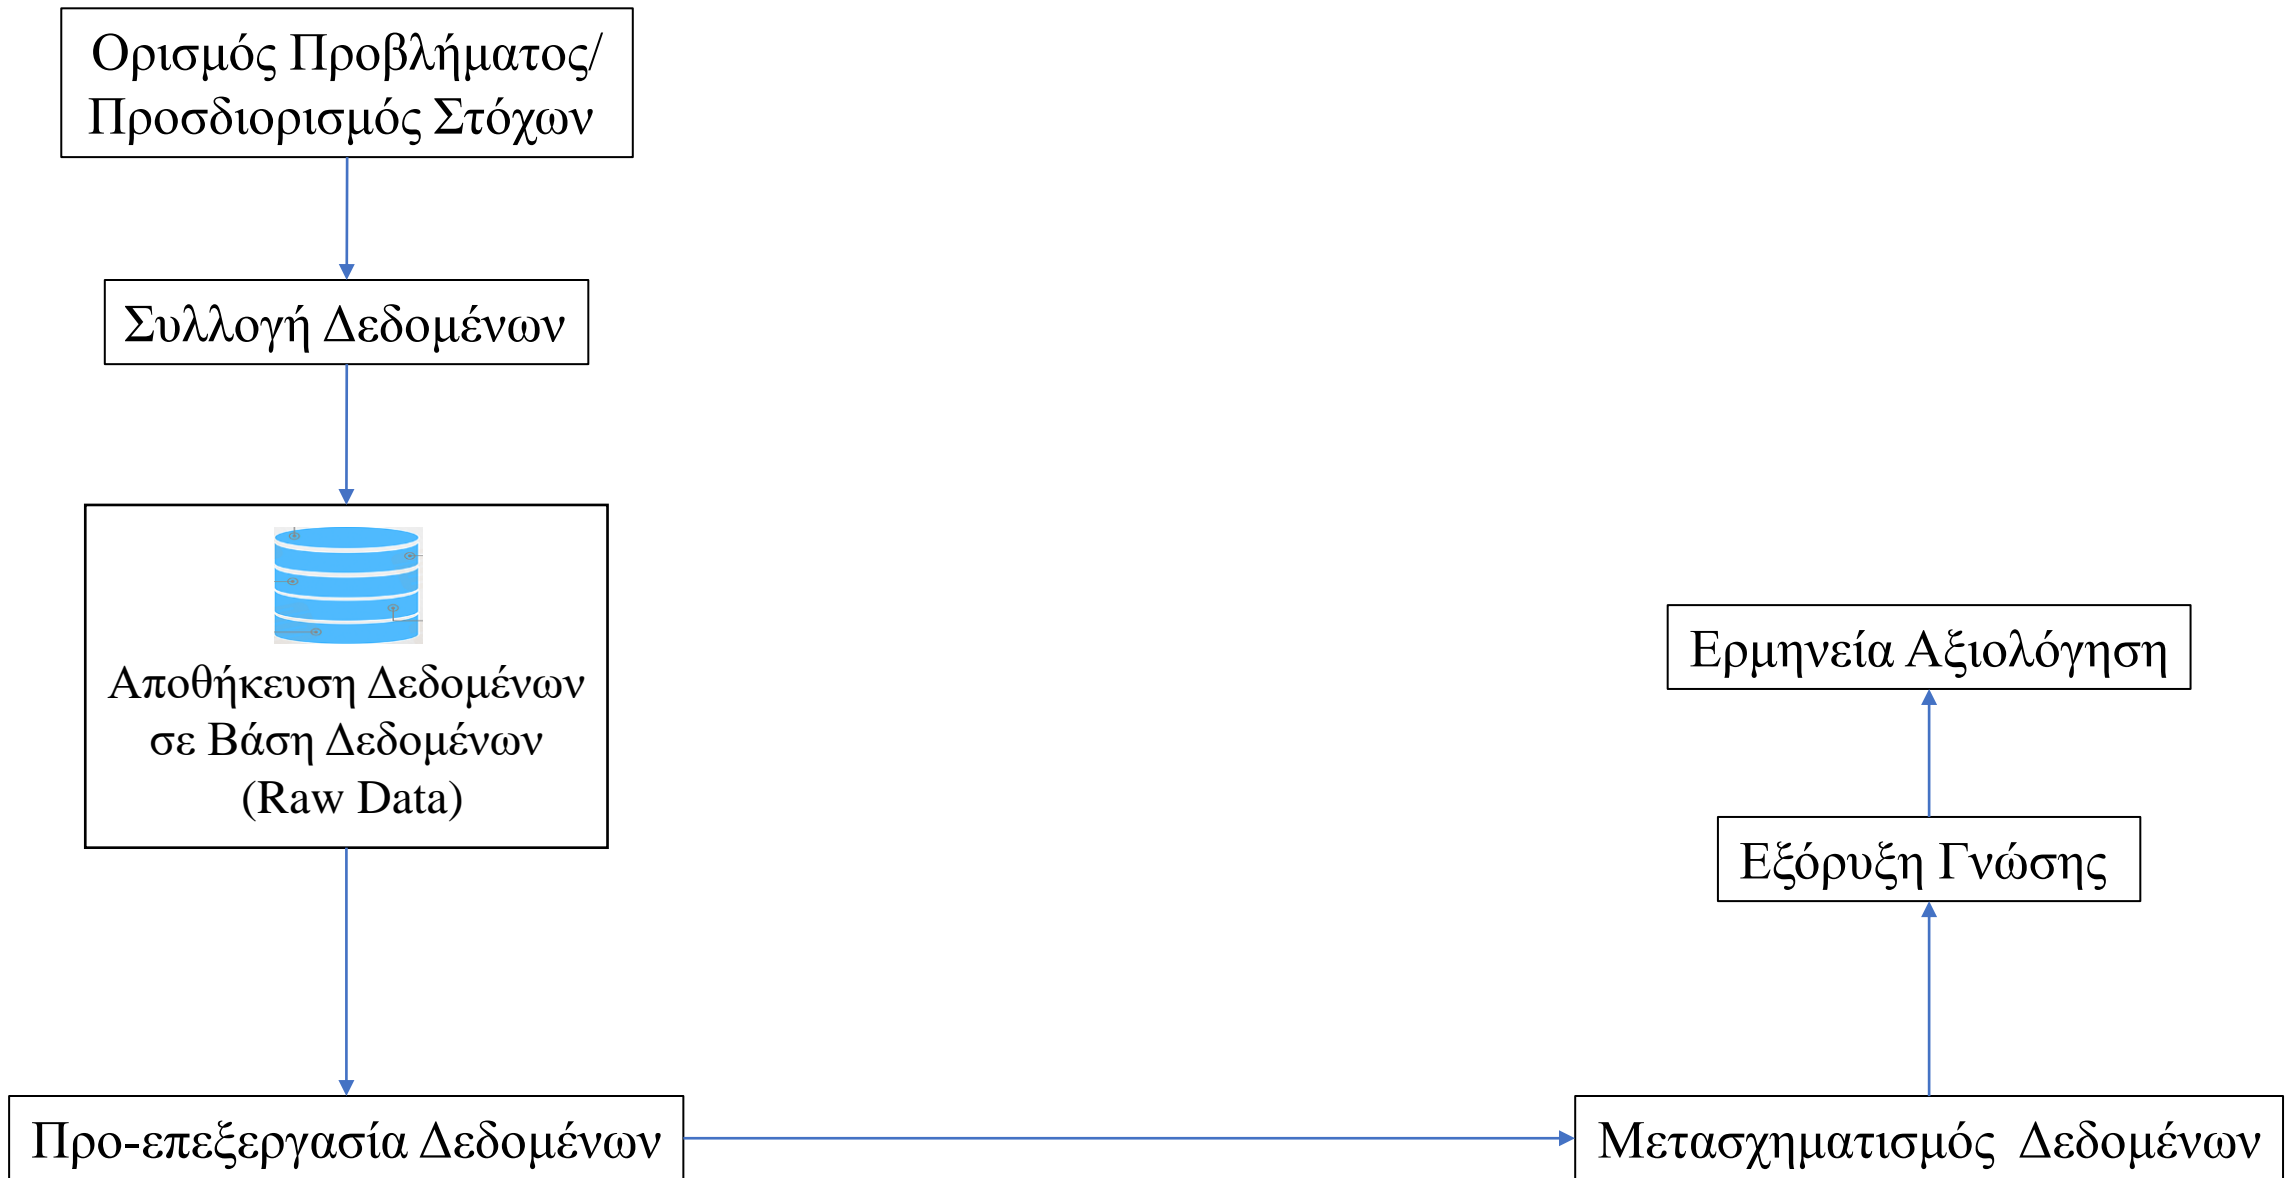 Ορισμός Προβλήματος/
Προσδιορισμός Στόχων
Συλλογή Δεδομένων
Αποθήκευση Δεδομένων
σε Βάση Δεδομένων
(Raw Data)
Προ-επεξεργασία Δεδομένων
Μετασχηματισμός Δεδομένων
Εξόρυξη Γνώσης
Ερμηνεία Αξιολόγηση